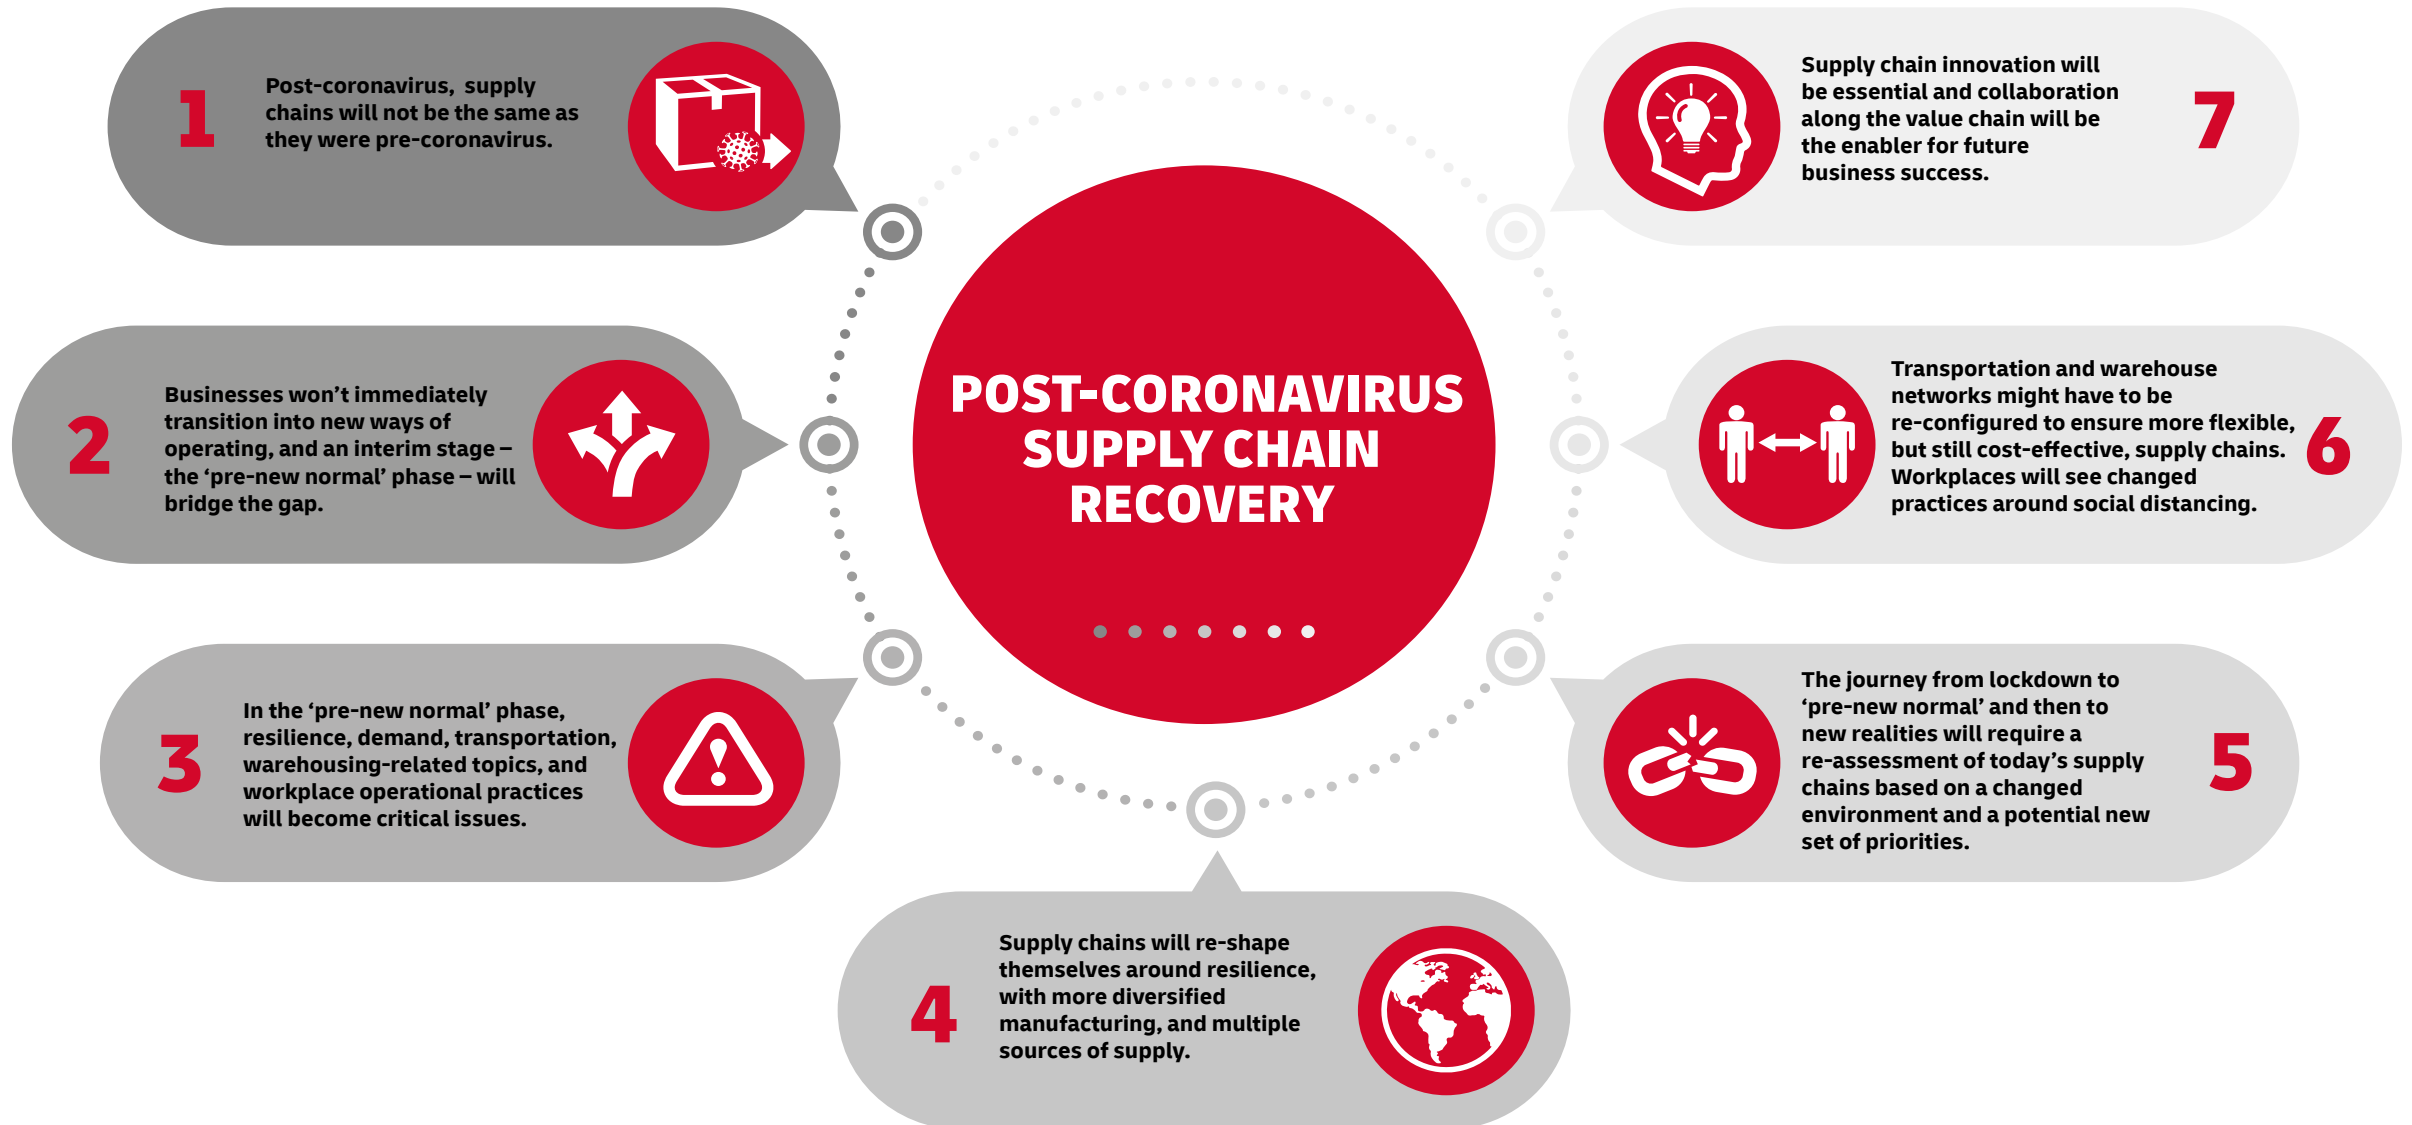 1
Post-coronavirus, supply
chains will not be the same as
they were pre-coronavirus.
2
Businesses won’t immediately
transition into new ways of
operating, and an interim stage –
the ‘pre-new normal’ phase – will
bridge the gap.
3
In the ‘pre-new normal’ phase,
resilience, demand, transportation,
warehousing-related topics, and
workplace operational practices
will become critical issues.
POST-CORONAVIRUS
SUPPLY CHAIN
RECOVERY
4
Supply chains will re-shape
themselves around resilience,
with more diversified
manufacturing, and multiple
sources of supply.
The journey from lockdown to
‘pre-new normal’ and then to
new realities will require a
re-assessment of today’s supply
chains based on a changed
environment and a potential new
set of priorities.
5
Transportation and warehouse
networks might have to be
re-configured to ensure more flexible,
but still cost-effective, supply chains.
Workplaces will see changed
practices around social distancing.
6
Supply chain innovation will
be essential and collaboration
along the value chain will be
the enabler for future
business success.
7